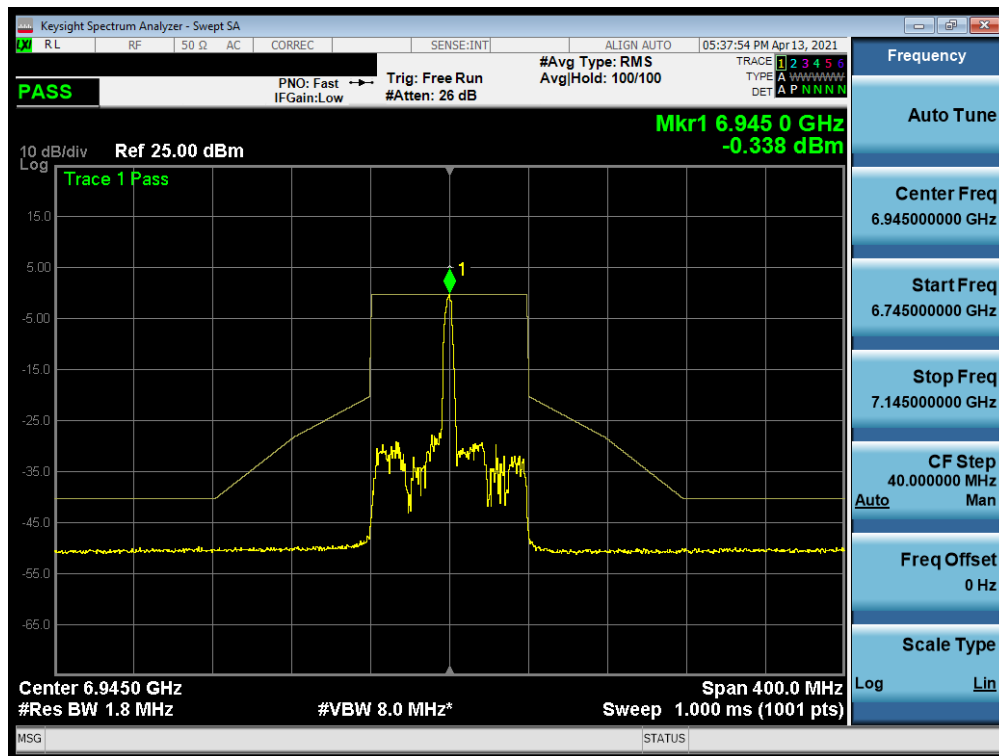 Keysight Spectrum Analyzer - Swept SA
LXI RL RF 50 Ω AC CORREC SENSE:INT ALIGN AUTO 05:37:54 PM Apr 13, 2021
PASS
PNO: Fast
IFGain:Low
Trig: Free Run
#Atten: 26 dB
#Avg Type: RMS
Avg|Hold: 100/100
TRACE 1 2 3 4 5 6
TYPE A WWWWW
DET A P N N N N
Mkr1 6.945 0 GHz
-0.338 dBm
10 dB/div Ref 25.00 dBm
Log
Trace 1 Pass
1
15.0
5.00
-5.00
-15.0
-25.0
-35.0
-45.0
-55.0
-65.0
Center 6.9450 GHz Span 400.0 MHz
#Res BW 1.8 MHz #VBW 8.0 MHz* Sweep 1.000 ms (1001 pts)
MSG STATUS
Frequency
Auto Tune
Center Freq
6.945000000 GHz
Start Freq
6.745000000 GHz
Stop Freq
7.145000000 GHz
CF Step
40.000000 MHz
Auto Man
Freq Offset
0 Hz
Scale Type
Log Lin